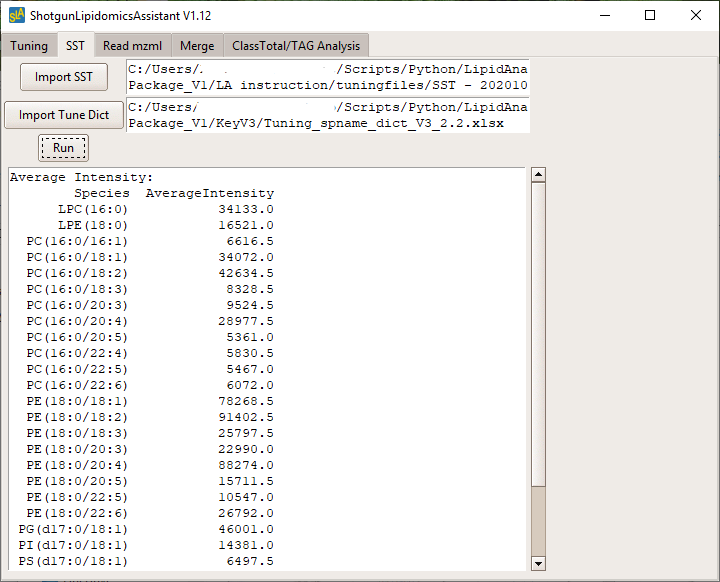 SLA ShotgunLipidomicsAssistant V1.12
Tuning SST Read mzml Merge ClassTotal/TAG Analysis
Import SST
C:/Users/. /Scripts/Python/LipidAna
Package_V1/LA instruction/tuningfiles/SST - 202010
Import Tune Dict
C:/Users/ /Scripts/Python/LipidAna
Package_V1/KeyV3/Tuning_spname_dict_V3_2.2.xlsx
Run
Average Intensity:
Species AverageIntensity
LPC(16:0) 34133.0
LPE(18:0) 16521.0
PC(16:0/16:1) 6616.5
PC(16:0/18:1) 34072.0
PC(16:0/18:2) 42634.5
PC(16:0/18:3) 8328.5
PC(16:0/20:3) 9524.5
PC(16:0/20:4) 28977.5
PC(16:0/20:5) 5361.0
PC(16:0/22:4) 5830.5
PC(16:0/22:5) 5467.0
PC(16:0/22:6) 6072.0
PE(18:0/18:1) 78268.5
PE(18:0/18:2) 91402.5
PE(18:0/18:3) 25797.5
PE(18:0/20:3) 22990.0
PE(18:0/20:4) 88274.0
PE(18:0/20:5) 15711.5
PE(18:0/22:5) 10547.0
PE(18:0/22:6) 26792.0
PG(d17:0/18:1) 46001.0
PI(d17:0/18:1) 14381.0
PS(d17:0/18:1) 6497.5